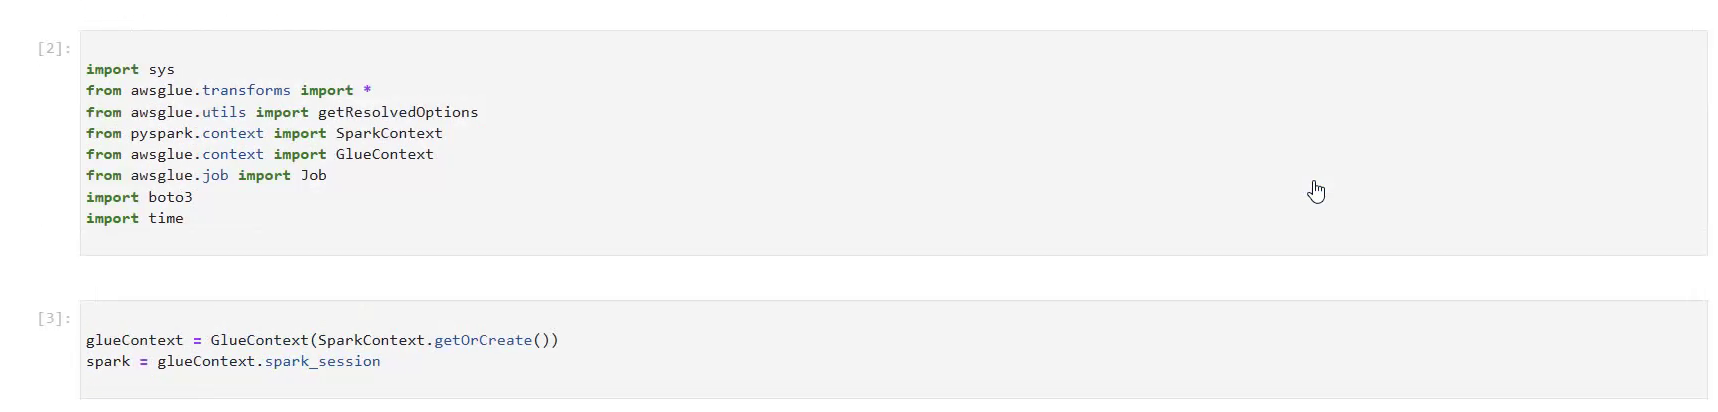 [2]:
import sys
from awsglue.transforms import *
from awsglue.utils import getResolvedOptions
from pyspark.context import SparkContext
from awsglue.context import GlueContext
from awsglue.job import Job
import boto3
import time
[3]:
glueContext = GlueContext(SparkContext.getOrCreate())
spark = glueContext.spark_session